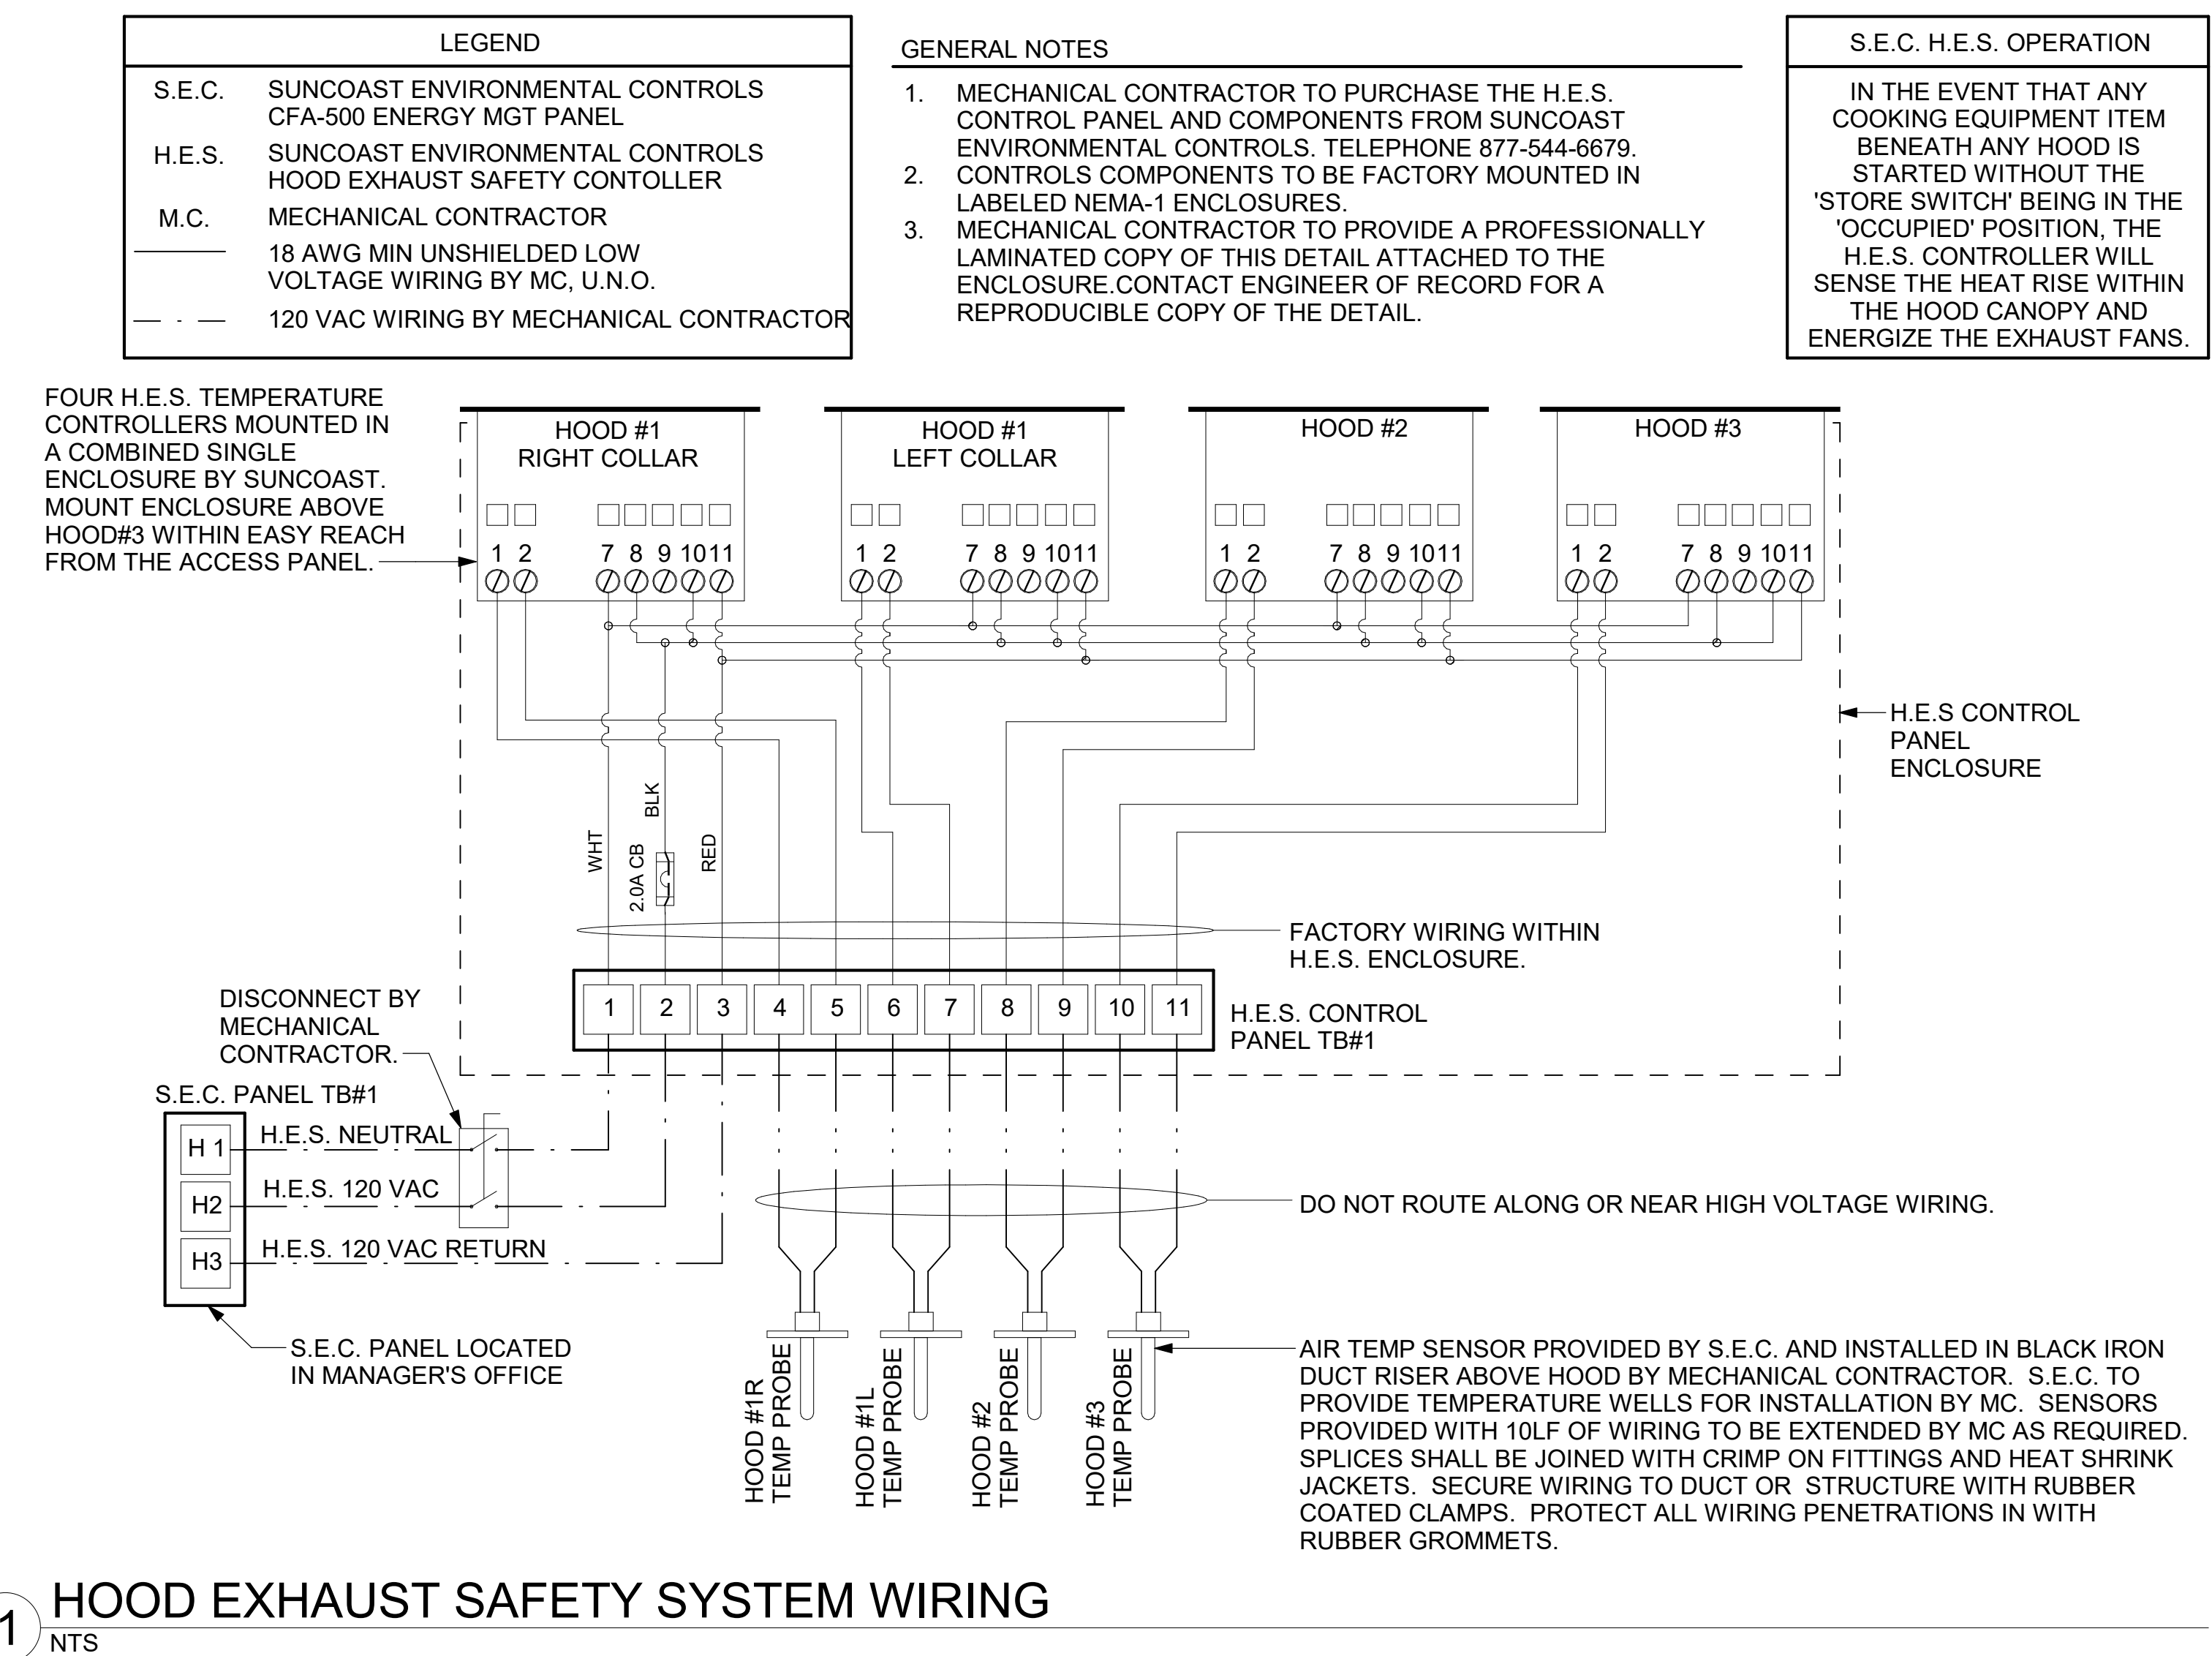 LEGEND
S.E.C. SUNCOAST ENVIRONMENTAL CONTROLS
CFA-500 ENERGY MGT PANEL
H.E.S. SUNCOAST ENVIRONMENTAL CONTROLS
HOOD EXHAUST SAFETY CONTOLLER
M.C. MECHANICAL CONTRACTOR
18 AWG MIN UNSHIELDED LOW
VOLTAGE WIRING BY MC, U.N.O.
120 VAC WIRING BY MECHANICAL CONTRACTOR
GENERAL NOTES
1. MECHANICAL CONTRACTOR TO PURCHASE THE H.E.S.
CONTROL PANEL AND COMPONENTS FROM SUNCOAST
ENVIRONMENTAL CONTROLS. TELEPHONE 877-544-6679.
2. CONTROLS COMPONENTS TO BE FACTORY MOUNTED IN
LABELED NEMA-1 ENCLOSURES.
3. MECHANICAL CONTRACTOR TO PROVIDE A PROFESSIONALLY
LAMINATED COPY OF THIS DETAIL ATTACHED TO THE
ENCLOSURE.CONTACT ENGINEER OF RECORD FOR A
REPRODUCIBLE COPY OF THE DETAIL.
S.E.C. H.E.S. OPERATION
IN THE EVENT THAT ANY
COOKING EQUIPMENT ITEM
BENEATH ANY HOOD IS
STARTED WITHOUT THE
'STORE SWITCH' BEING IN THE
'OCCUPIED' POSITION, THE
H.E.S. CONTROLLER WILL
SENSE THE HEAT RISE WITHIN
THE HOOD CANOPY AND
ENERGIZE THE EXHAUST FANS.
FOUR H.E.S. TEMPERATURE
CONTROLLERS MOUNTED IN
A COMBINED SINGLE
ENCLOSURE BY SUNCOAST.
MOUNT ENCLOSURE ABOVE
HOOD#3 WITHIN EASY REACH
FROM THE ACCESS PANEL.
HOOD #1
RIGHT COLLAR
1 2 7 8 9 10 11
HOOD #1
LEFT COLLAR
1 2 7 8 9 10 11
HOOD #2
1 2 7 8 9 10 11
HOOD #3
1 2 7 8 9 10 11
H.E.S CONTROL
PANEL
ENCLOSURE
WHT
2.0A CB
BLK
RED
FACTORY WIRING WITHIN
H.E.S. ENCLOSURE.
1 2 3 4 5 6 7 8 9 10 11
H.E.S. CONTROL
PANEL TB#1
DISCONNECT BY
MECHANICAL
CONTRACTOR.
S.E.C. PANEL TB#1
H 1 H.E.S. NEUTRAL
H2 H.E.S. 120 VAC
H3 H.E.S. 120 VAC RETURN
DO NOT ROUTE ALONG OR NEAR HIGH VOLTAGE WIRING.
S.E.C. PANEL LOCATED
IN MANAGER'S OFFICE
HOOD #1R
TEMP PROBE
HOOD #1L
TEMP PROBE
HOOD #2
TEMP PROBE
HOOD #3
TEMP PROBE
AIR TEMP SENSOR PROVIDED BY S.E.C. AND INSTALLED IN BLACK IRON
DUCT RISER ABOVE HOOD BY MECHANICAL CONTRACTOR. S.E.C. TO
PROVIDE TEMPERATURE WELLS FOR INSTALLATION BY MC. SENSORS
PROVIDED WITH 10LF OF WIRING TO BE EXTENDED BY MC AS REQUIRED.
SPLICES SHALL BE JOINED WITH CRIMP ON FITTINGS AND HEAT SHRINK
JACKETS. SECURE WIRING TO DUCT OR STRUCTURE WITH RUBBER
COATED CLAMPS. PROTECT ALL WIRING PENETRATIONS IN WITH
RUBBER GROMMETS.
1 HOOD EXHAUST SAFETY SYSTEM WIRING
NTS